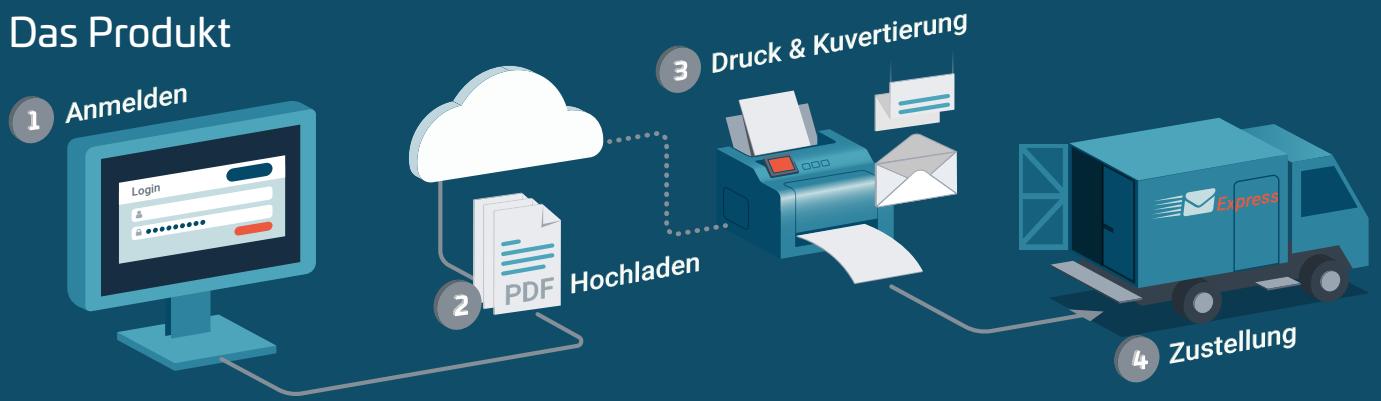 Das Produkt
1 Anmelden
Login
2 Hochladen
PDF
3 Druck & Kuvertierung
Express
4 Zustellung